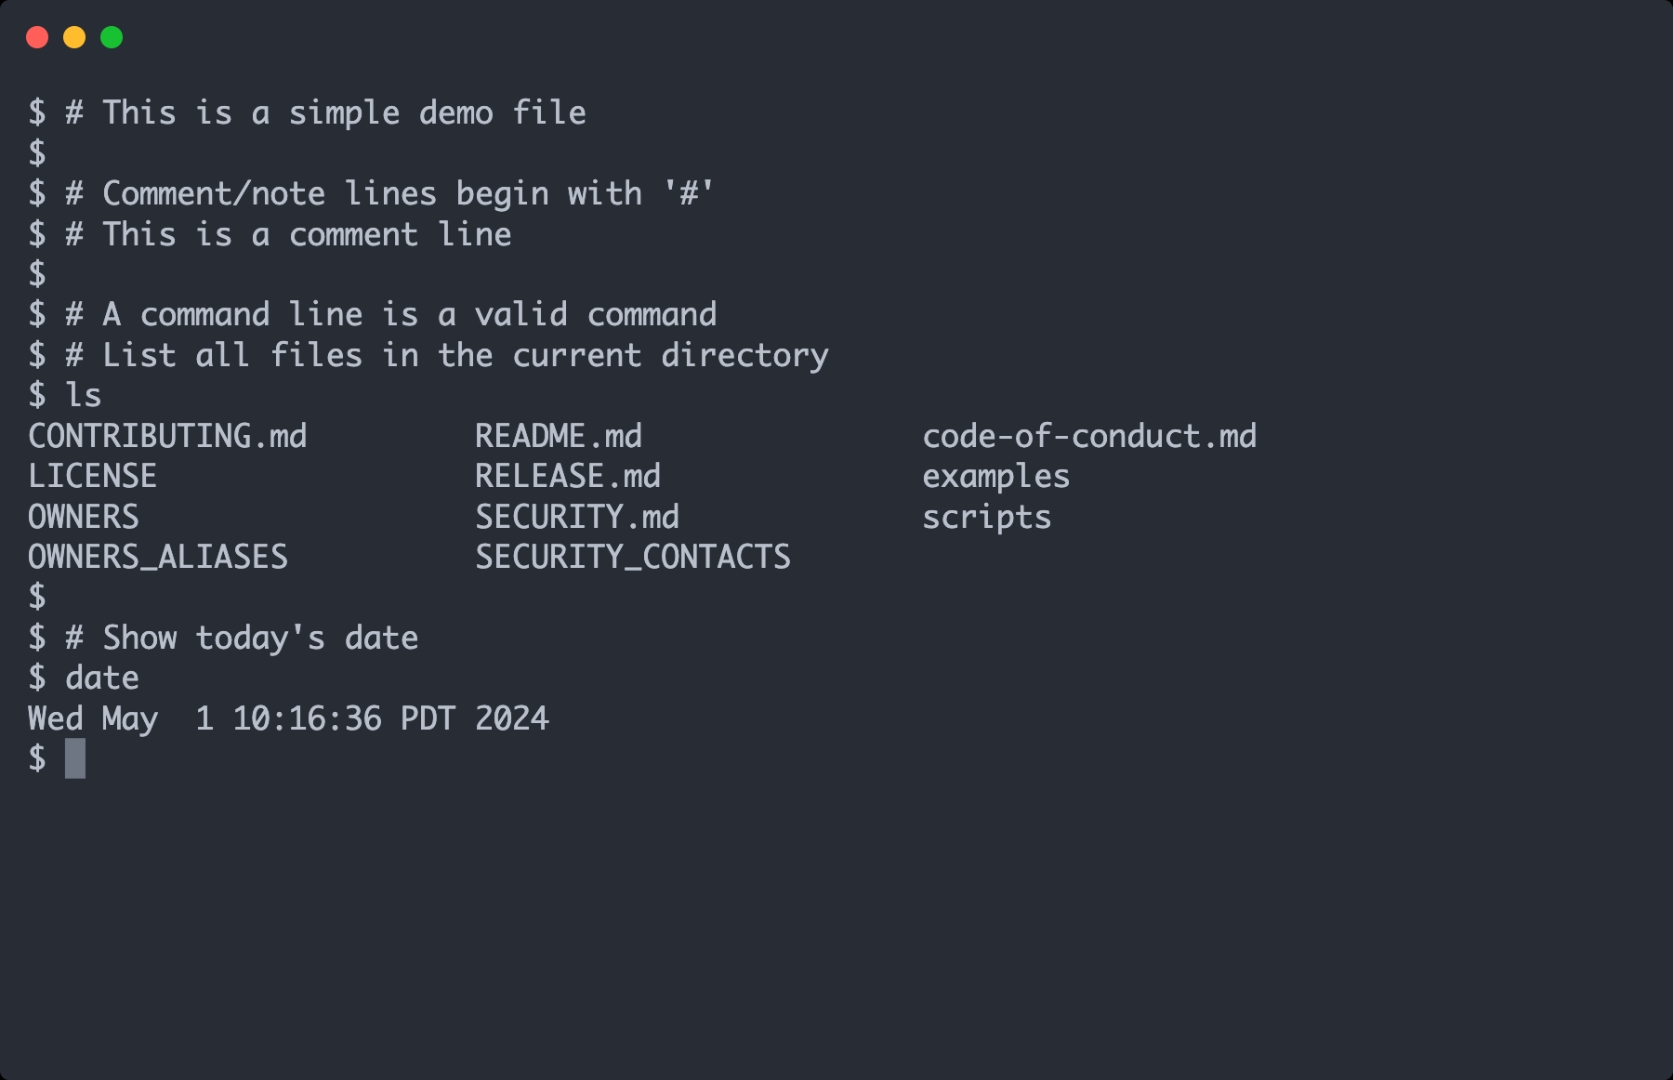 $ # This is a simple demo file
$
$ # Comment/note lines begin with '#'
$ # This is a comment line
$
$ # A command line is a valid command
$ # List all files in the current directory
$ ls
CONTRIBUTING.md         README.md               code-of-conduct.md
LICENSE                 RELEASE.md              examples
OWNERS                  SECURITY.md             scripts
OWNERS_ALIASES          SECURITY_CONTACTS
$
$ # Show today's date
$ date
Wed May  1 10:16:36 PDT 2024
$